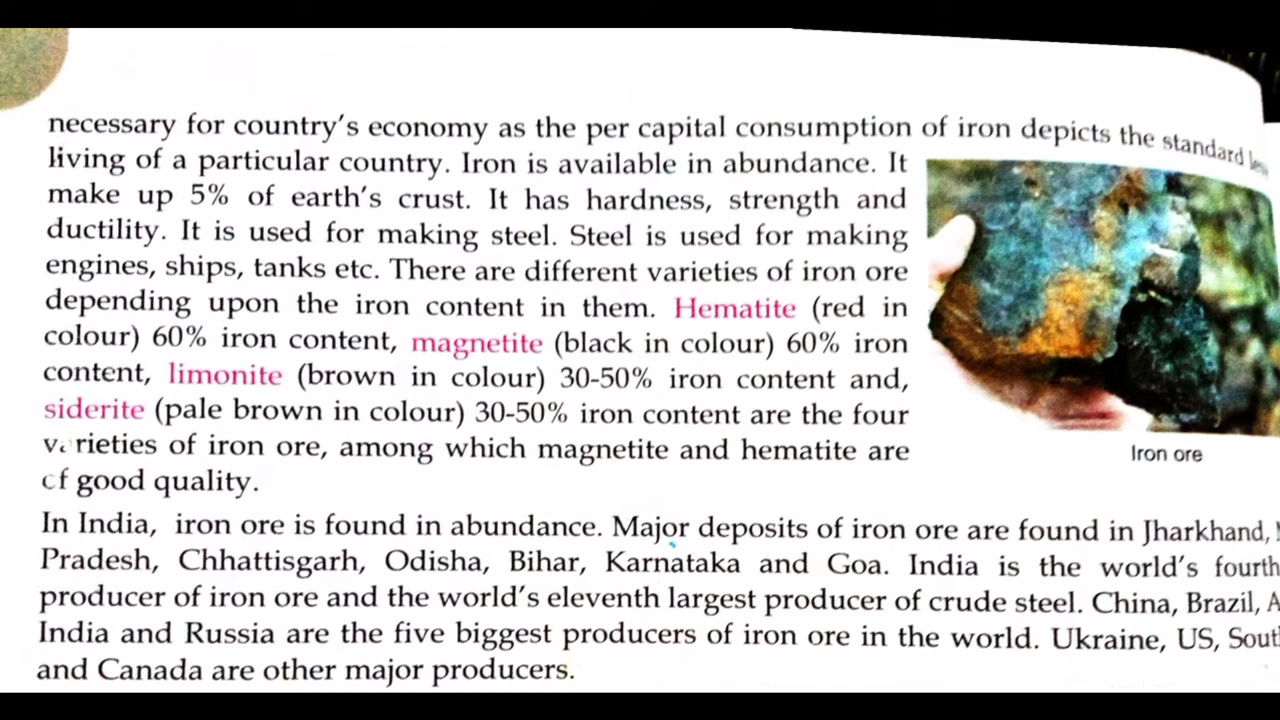 necessary for country's economy as the per capital consumption of iron depicts the standard
living of a particular country. Iron is available in abundance. It
make up 5% of earth's crust. It has hardness, strength and
ductility. It is used for making steel. Steel is used for making
engines, ships, tanks etc. There are different varieties of iron ore
depending upon the iron content in them. Hematite (red in
colour) 60% iron content, magnetite (black in colour) 60% iron
content, limonite (brown in colour) 30-50% iron content and,
siderite (pale brown in colour) 30-50% iron content are the four
varieties of iron ore, among which magnetite and hematite are
of good quality.
Iron ore
In India, iron ore is found in abundance. Major deposits of iron ore are found in Jharkhand,
Pradesh, Chhattisgarh, Odisha, Bihar, Karnataka and Goa. India is the world's fourth
producer of iron ore and the world's eleventh largest producer of crude steel. China, Brazil,
India and Russia are the five biggest producers of iron ore in the world. Ukraine, US,
and Canada are other major producers.